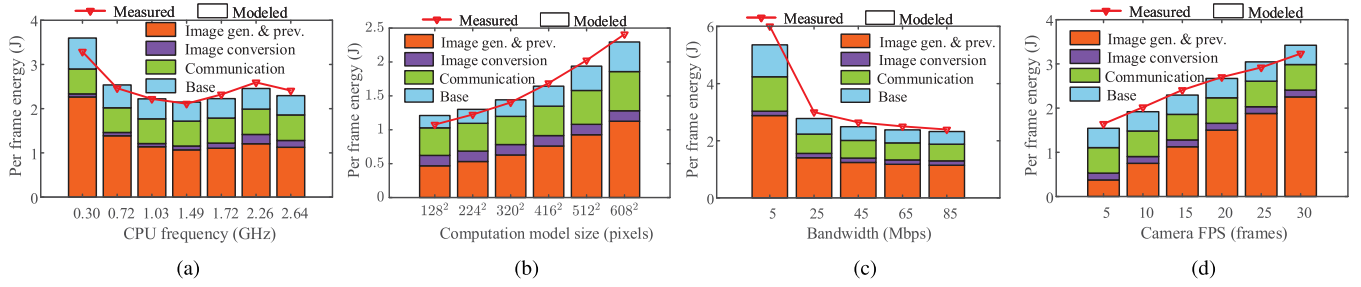 Measured Modeled
Per frame energy (J)
4
3
2
1
0
Image gen. & prev.
Image conversion
Communication
Base
0.30 0.72 1.03 1.49 1.72 2.26 2.64
CPU frequency (GHz)
(a)
Measured Modeled
Per frame energy (J)
2.5
2
1.5
1
0.5
0
Image gen. & prev.
Image conversion
Communication
Base
128² 224² 320² 416² 512² 608²
Computation model size (pixels)
(b)
Measured Modeled
Per frame energy (J)
6
4
2
0
Image gen. & prev.
Image conversion
Communication
Base
5 25 45 65 85
Bandwidth (Mbps)
(c)
Measured Modeled
Per frame energy (J)
4
3
2
1
0
Image gen. & prev.
Image conversion
Communication
Base
5 10 15 20 25 30
Camera FPS (frames)
(d)